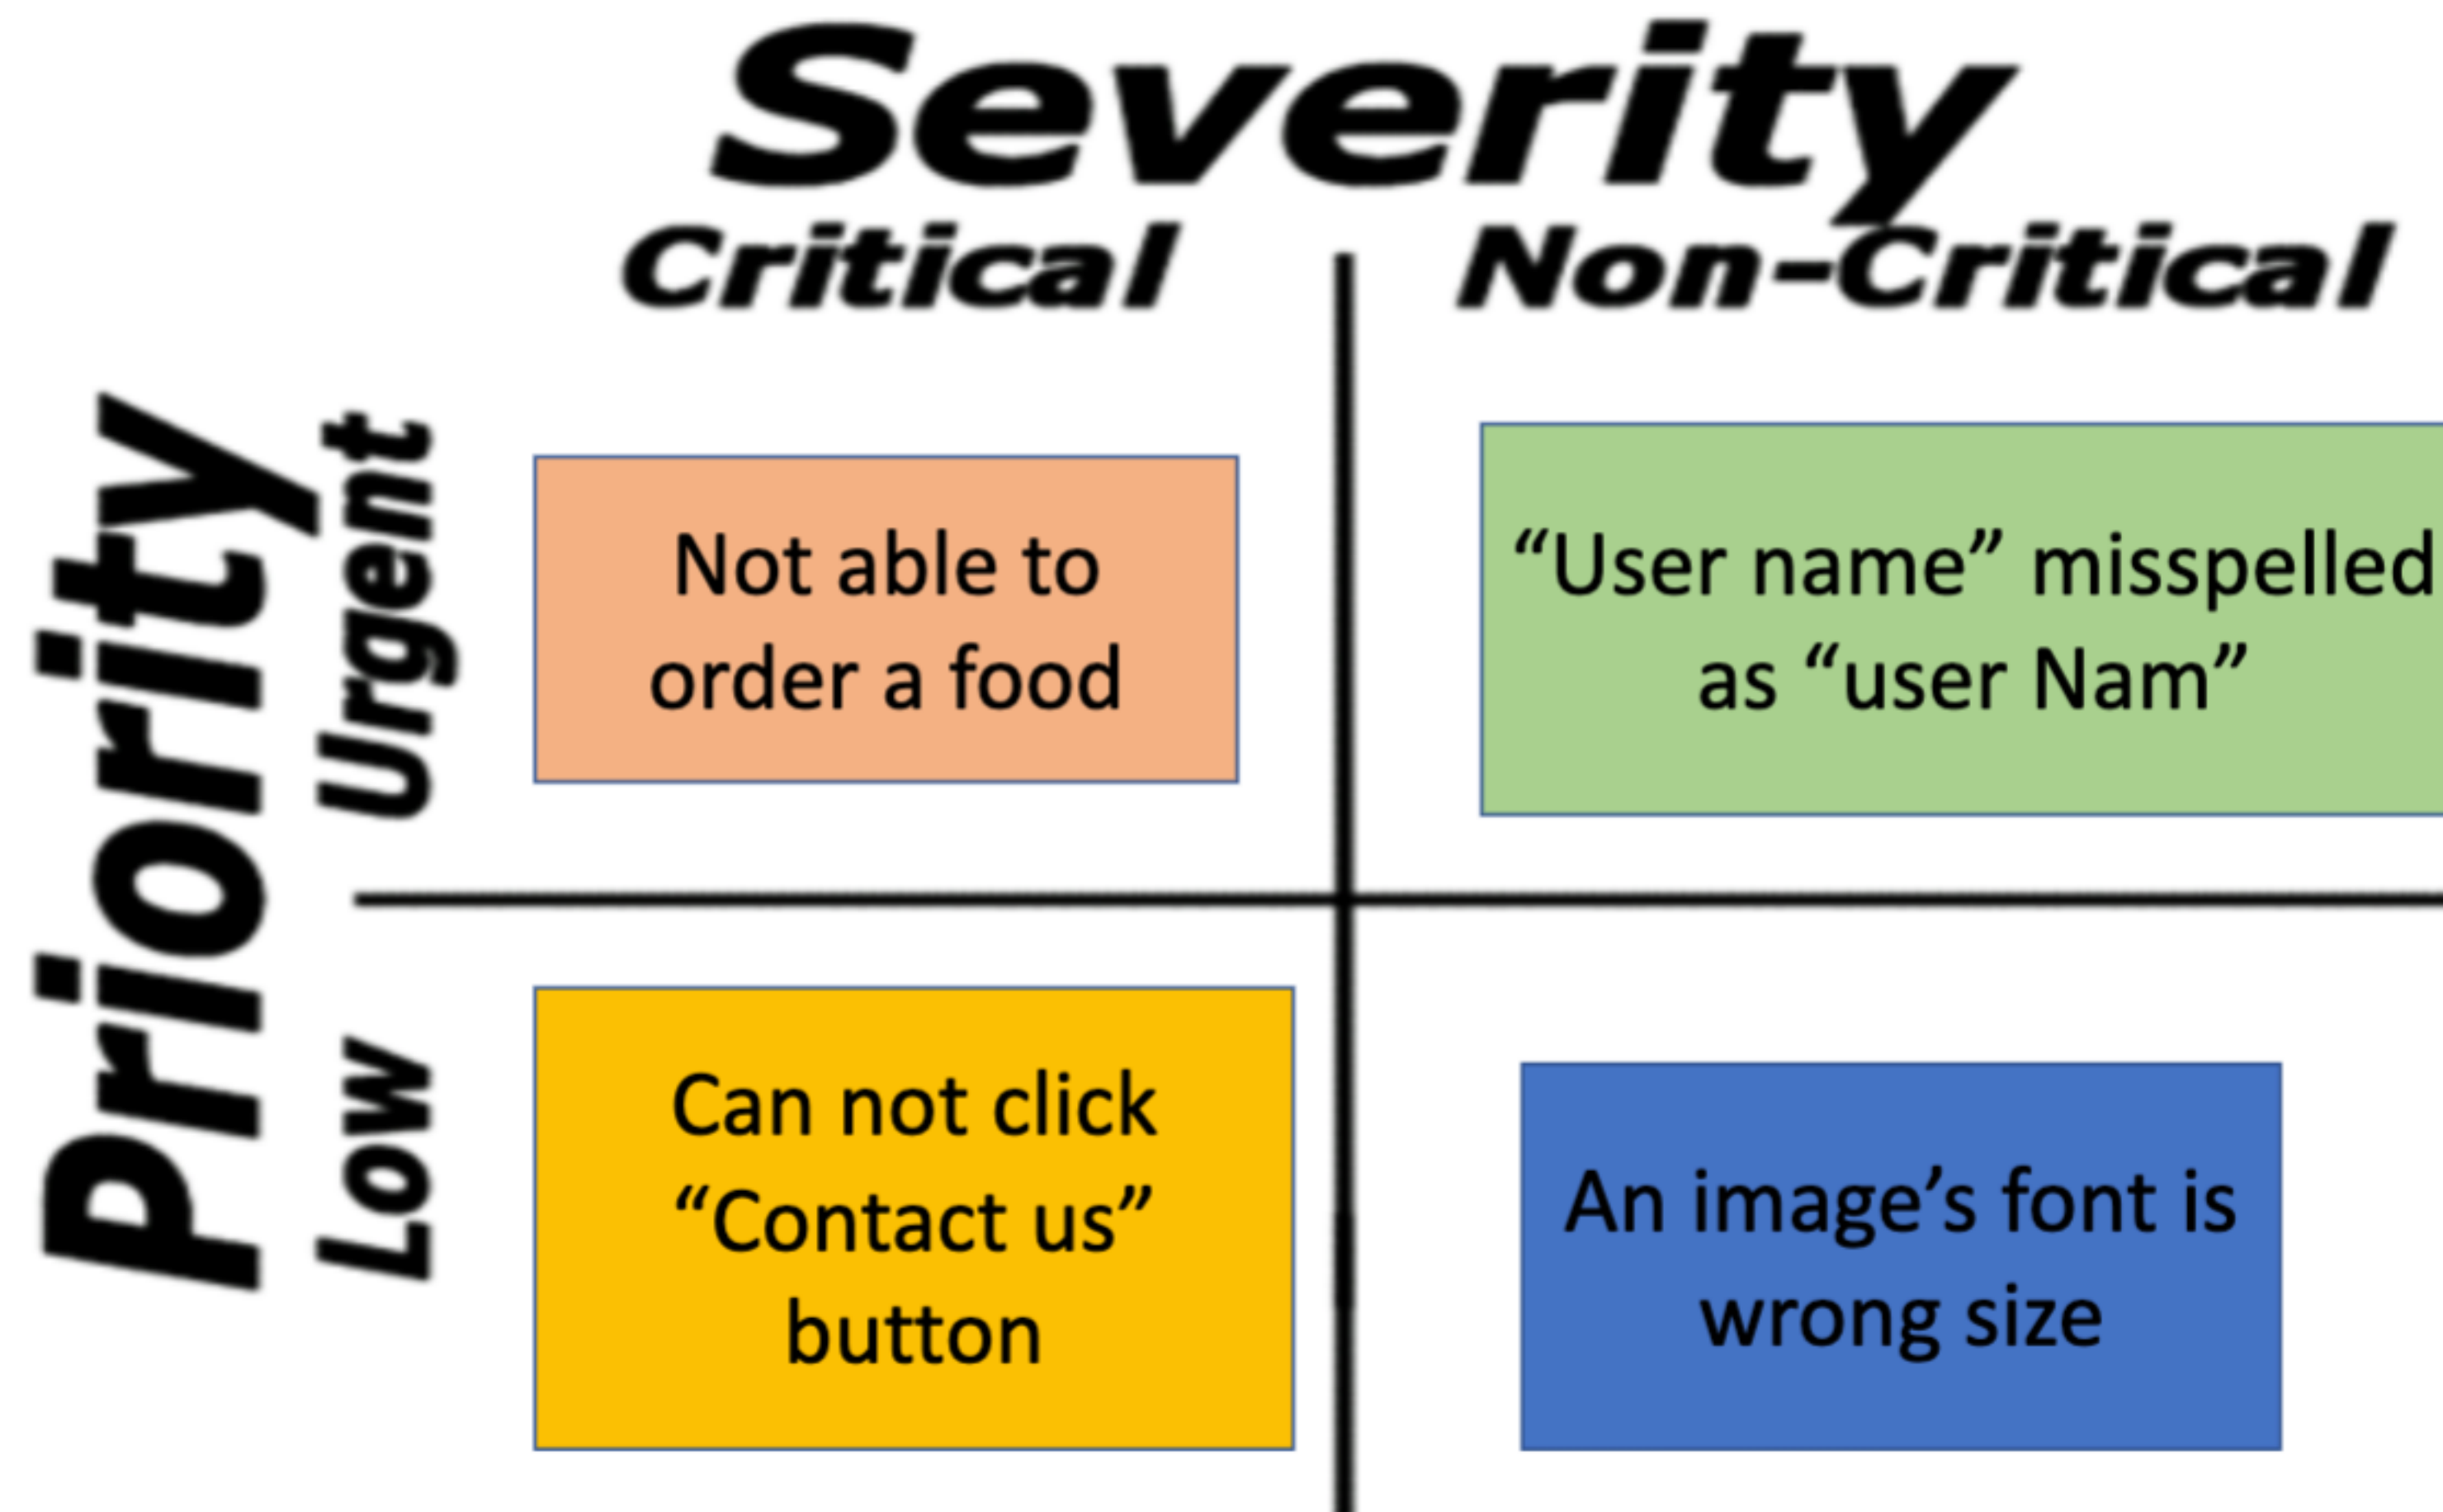 Severity
Critical
Non-Critical
Priority
Urgent
Not able to
order a food
“User name” misspelled
as “user Nam”
Low
Can not click
“Contact us”
button
An image’s font is
wrong size